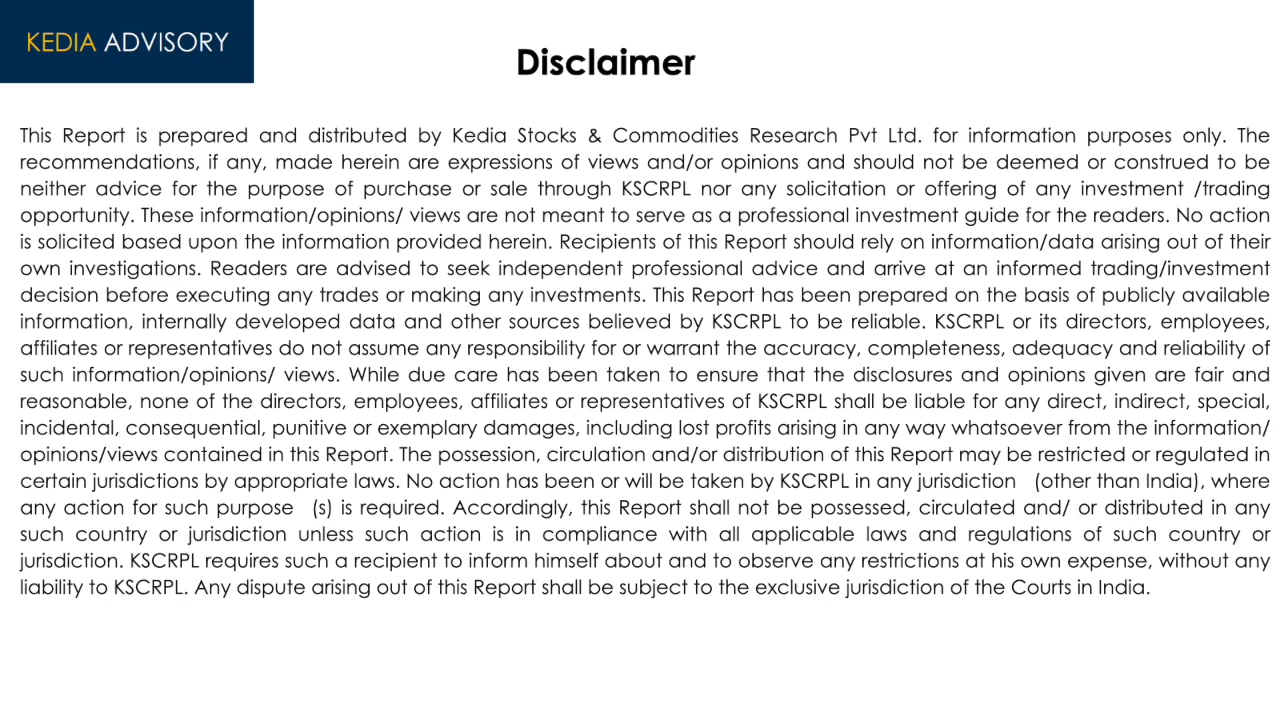 KEDIA ADVISORY
Disclaimer
This Report is prepared and distributed by Kedia Stocks & Commodities Research Pvt Ltd. for information purposes only. The
recommendations, if any, made herein are expressions of views and/or opinions and should not be deemed or construed to be
neither advice for the purpose of purchase or sale through KSCRPL nor any solicitation or offering of any investment /trading
opportunity. These information/opinions/ views are not meant to serve as a professional investment guide for the readers. No action
is solicited based upon the information provided herein. Recipients of this Report should rely on information/data arising out of their
own investigations. Readers are advised to seek independent professional advice and arrive at an informed trading/investment
decision before executing any trades or making any investments. This Report has been prepared on the basis of publicly available
information, internally developed data and other sources believed by KSCRPL to be reliable. KSCRPL or its directors, employees,
affiliates or representatives do not assume any responsibility for or warrant the accuracy, completeness, adequacy and reliability of
such information/opinions/ views. While due care has been taken to ensure that the disclosures and opinions given are fair and
reasonable, none of the directors, employees, affiliates or representatives of KSCRPL shall be liable for any direct, indirect, special,
incidental, consequential, punitive or exemplary damages, including lost profits arising in any way whatsoever from the information/
opinions/views contained in this Report. The possession, circulation and/or distribution of this Report may be restricted or regulated in
certain jurisdictions by appropriate laws. No action has been or will be taken by KSCRPL in any jurisdiction (other than India), where
any action for such purpose (s) is required. Accordingly, this Report shall not be possessed, circulated and/ or distributed in any
such country or jurisdiction unless such action is in compliance with all applicable laws and regulations of such country or
jurisdiction. KSCRPL requires such a recipient to inform himself about and to observe any restrictions at his own expense, without any
liability to KSCRPL. Any dispute arising out of this Report shall be subject to the exclusive jurisdiction of the Courts in India.